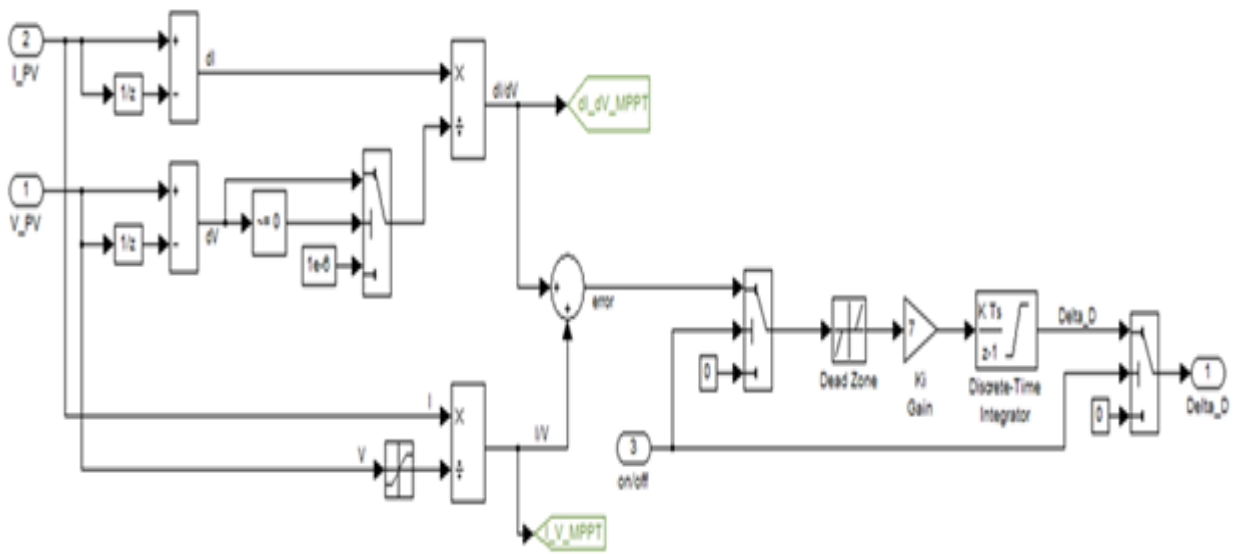 2
I_PV
+
-
1/z
dI
×
÷
dI/dV
dI_dV_MPPT
1
V_PV
+
-
1/z
dV
~= 0
1e-6
+
+
error
0
Dead Zone
7
Ki
Gain
K Ts
z-1
Discrete-Time
Integrator
Delta_D
0
1
Delta_D
I
V
×
÷
I/V
I_V_MPPT
3
on/off